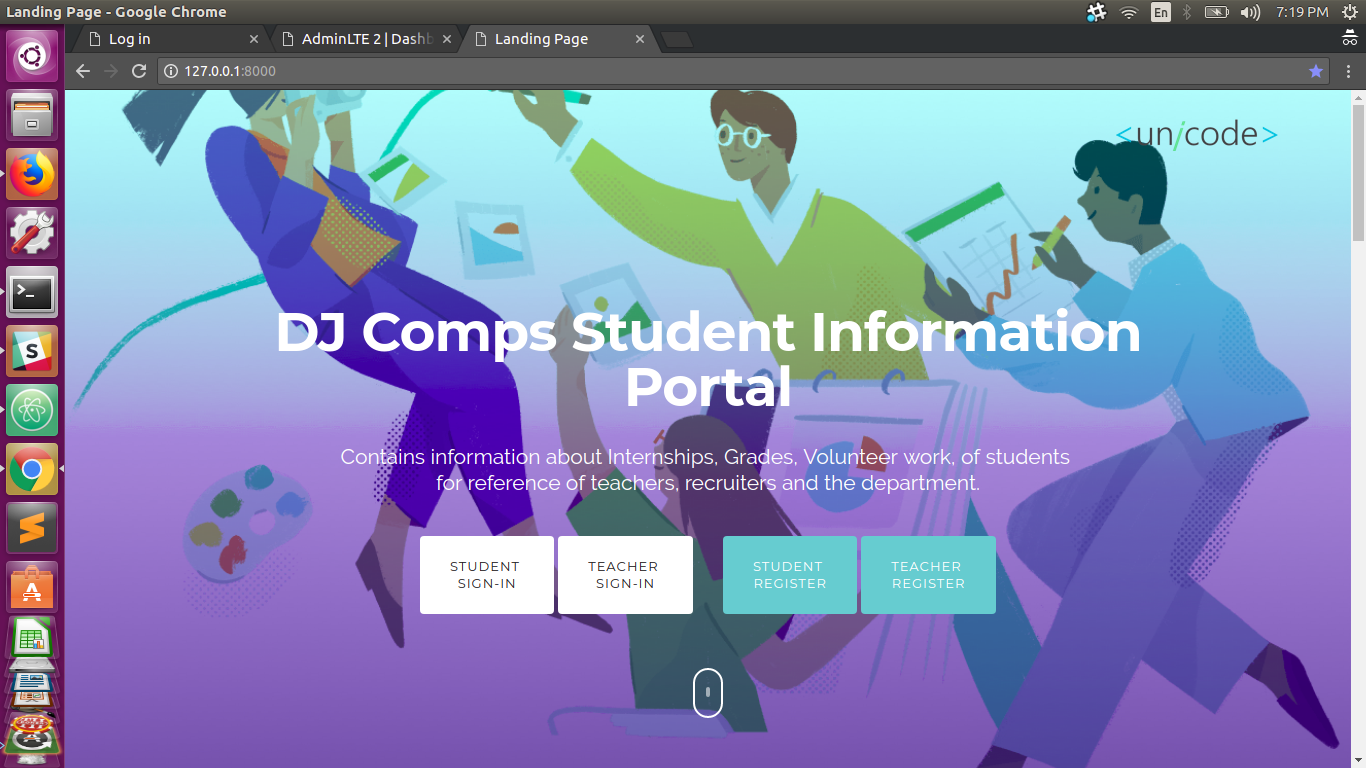 Landing Page - Google Chrome
En
7:19 PM
Log in
AdminLTE 2 | Dashb
Landing Page
127.0.0.1:8000
<un/code>
DJ Comps Student Information
Portal
Contains information about Internships, Grades, Volunteer work, of students
for reference of teachers, recruiters and the department.
STUDENT
SIGN-IN
TEACHER
SIGN-IN
STUDENT
REGISTER
TEACHER
REGISTER